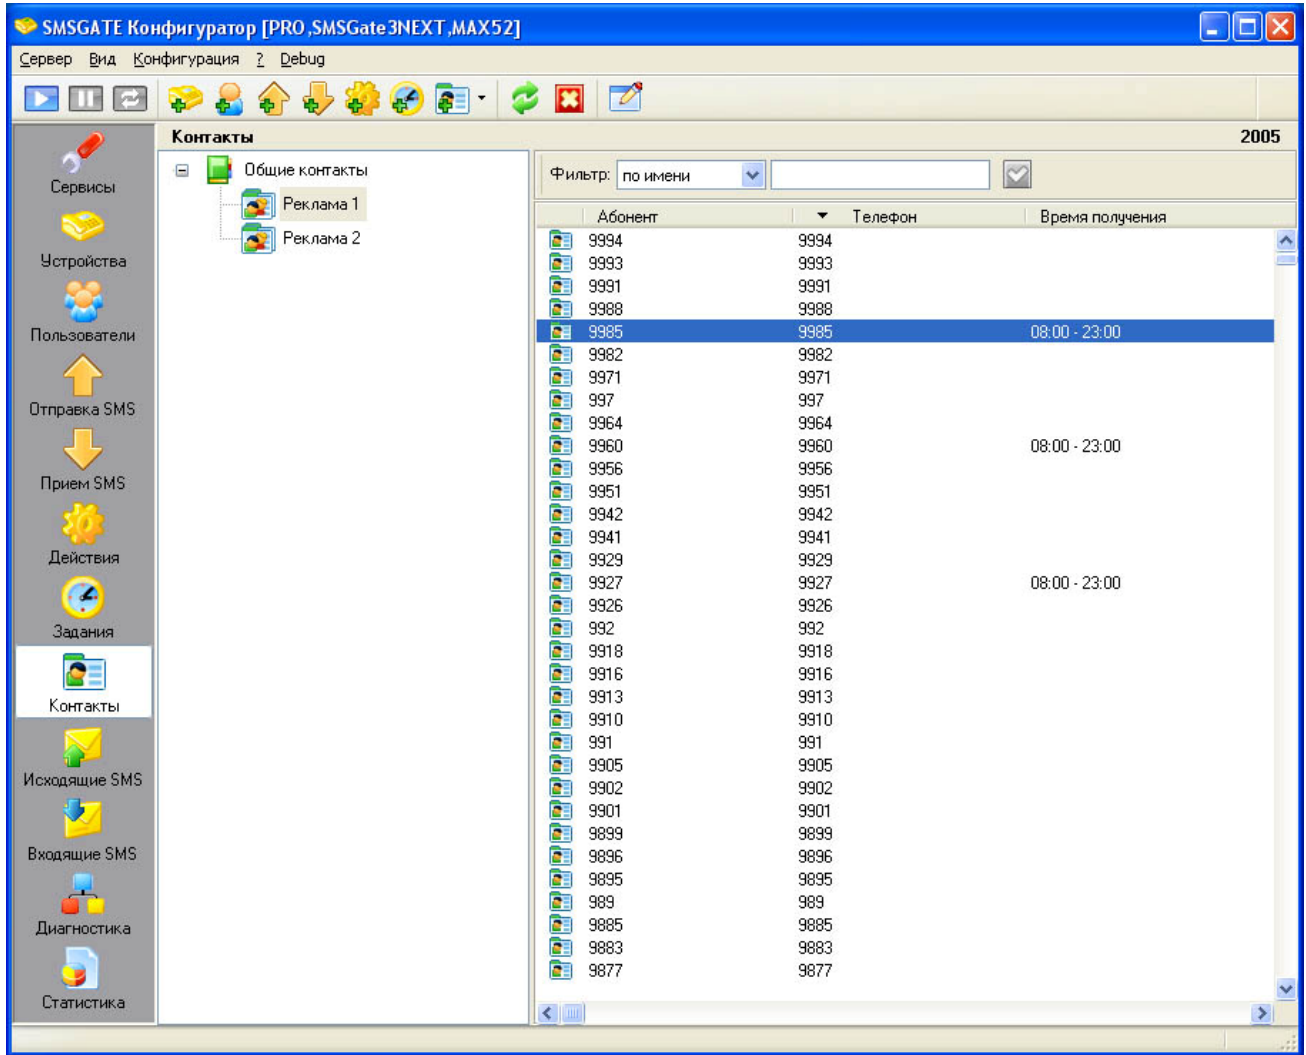 SMSGATE Конфигуратор [PRO,SMSGate3NEXT,MAX52]
Сервер Вид Конфигурация ? Debug
Контакты 2005
Сервисы
Устройства
Пользователи
Отправка SMS
Прием SMS
Действия
Задания
Контакты
Исходящие SMS
Входящие SMS
Диагностика
Статистика
Общие контакты
Реклама 1
Реклама 2
Фильтр: по имени
Абонент Телефон Время получения
9994 9994
9993 9993
9991 9991
9988 9988
9985 9985 08:00 - 23:00
9982 9982
9971 9971
997 997
9964 9964
9960 9960 08:00 - 23:00
9956 9956
9951 9951
9942 9942
9941 9941
9929 9929
9927 9927 08:00 - 23:00
9926 9926
992 992
9918 9918
9916 9916
9913 9913
9910 9910
991 991
9905 9905
9902 9902
9901 9901
9899 9899
9896 9896
9895 9895
989 989
9885 9885
9883 9883
9877 9877